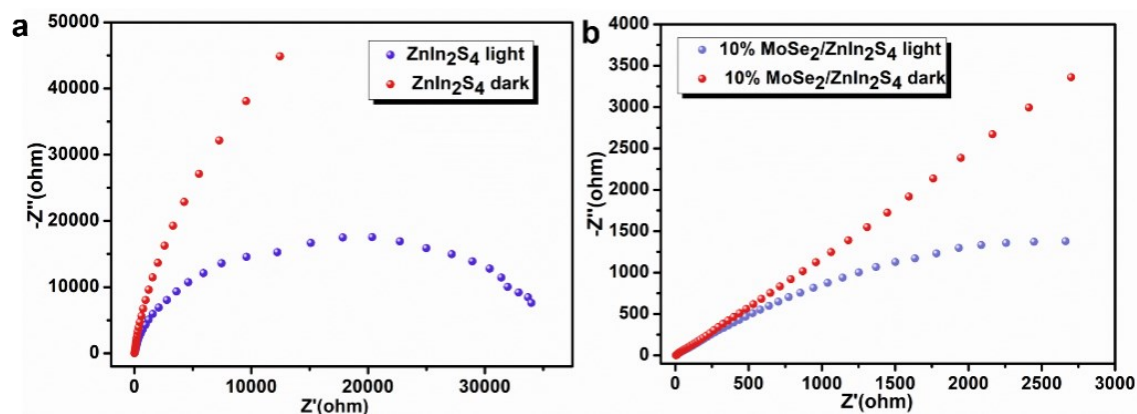 a
50000
40000
30000
20000
10000
0
-Z''(ohm)
ZnIn2S4 light
ZnIn2S4 dark
0 10000 20000 30000
Z'(ohm)
b
4000
3500
3000
2500
2000
1500
1000
500
0
-Z''(ohm)
10% MoSe2/ZnIn2S4 light
10% MoSe2/ZnIn2S4 dark
0 500 1000 1500 2000 2500 3000
Z'(ohm)